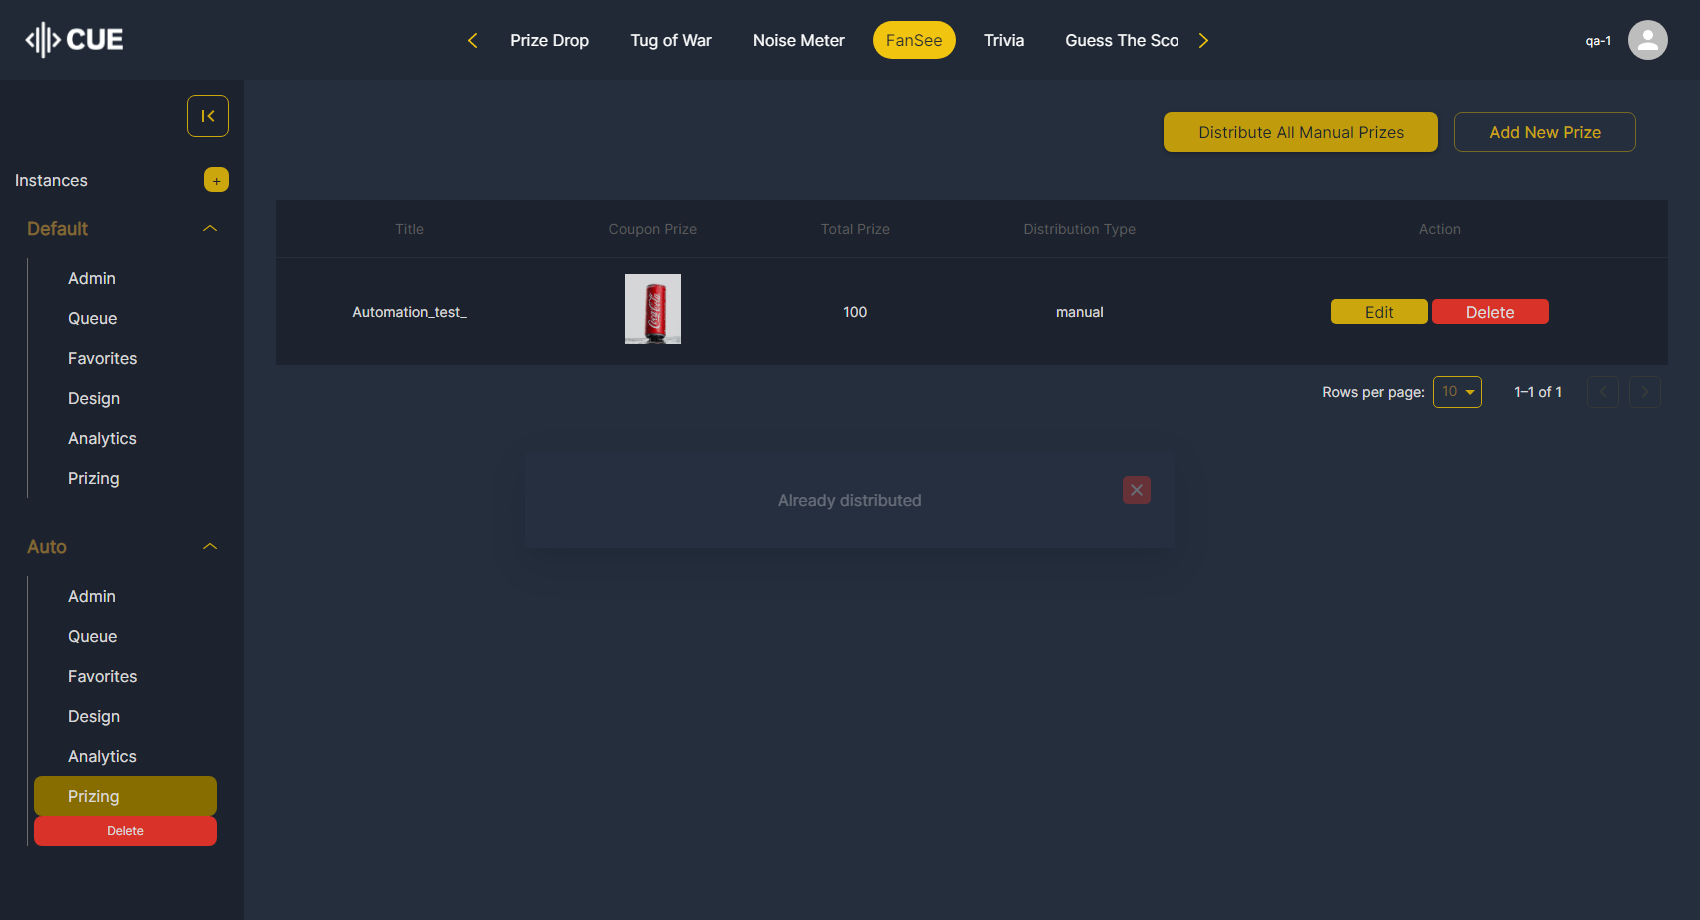 CUE
Prize Drop Tug of War Noise Meter FanSee Trivia Guess The Sco
qa-1
Distribute All Manual Prizes Add New Prize
Instances +
Default
Admin
Queue
Favorites
Design
Analytics
Prizing
Auto
Admin
Queue
Favorites
Design
Analytics
Prizing
Delete
Title Coupon Prize Total Prize Distribution Type Action
Automation_test_ Coca-Cola 100 manual Edit Delete
Rows per page: 10 1–1 of 1
Already distributed